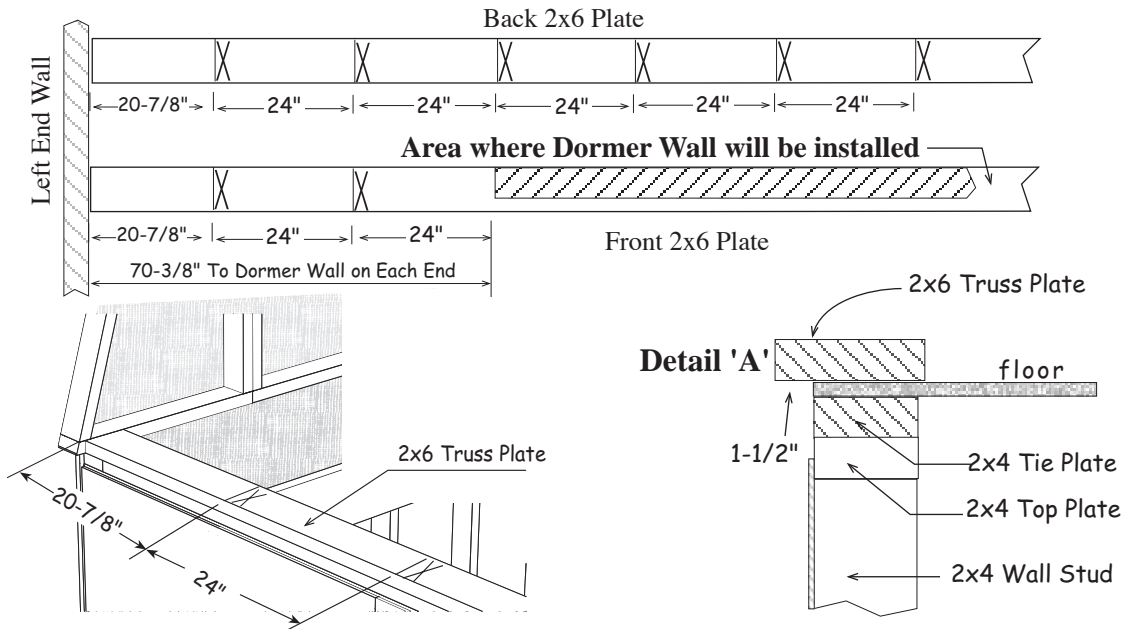 Back 2x6 Plate
Left End Wall
20-7/8" 24" 24" 24" 24" 24"
Area where Dormer Wall will be installed
20-7/8" 24" 24"
Front 2x6 Plate
70-3/8" To Dormer Wall on Each End
2x6 Truss Plate
Detail 'A'
floor
1-1/2"
2x4 Tie Plate
2x4 Top Plate
2x4 Wall Stud
2x6 Truss Plate
20-7/8"
24"